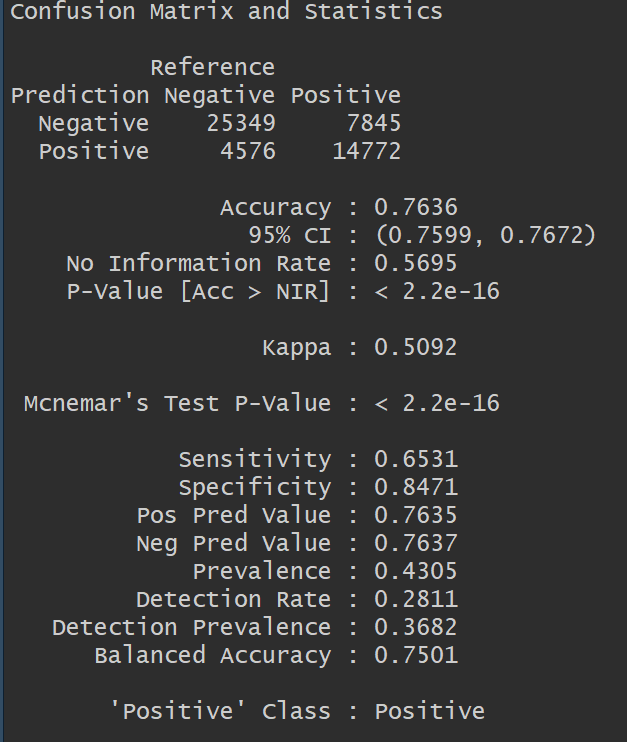 Confusion Matrix and Statistics
Reference
Prediction Negative Positive
Negative 25349 7845
Positive 4576 14772
Accuracy : 0.7636
95% CI : (0.7599, 0.7672)
No Information Rate : 0.5695
P-Value [Acc > NIR] : < 2.2e-16
Kappa : 0.5092
Mcnemar's Test P-Value : < 2.2e-16
Sensitivity : 0.6531
Specificity : 0.8471
Pos Pred Value : 0.7635
Neg Pred Value : 0.7637
Prevalence : 0.4305
Detection Rate : 0.2811
Detection Prevalence : 0.3682
Balanced Accuracy : 0.7501
'Positive' Class : Positive